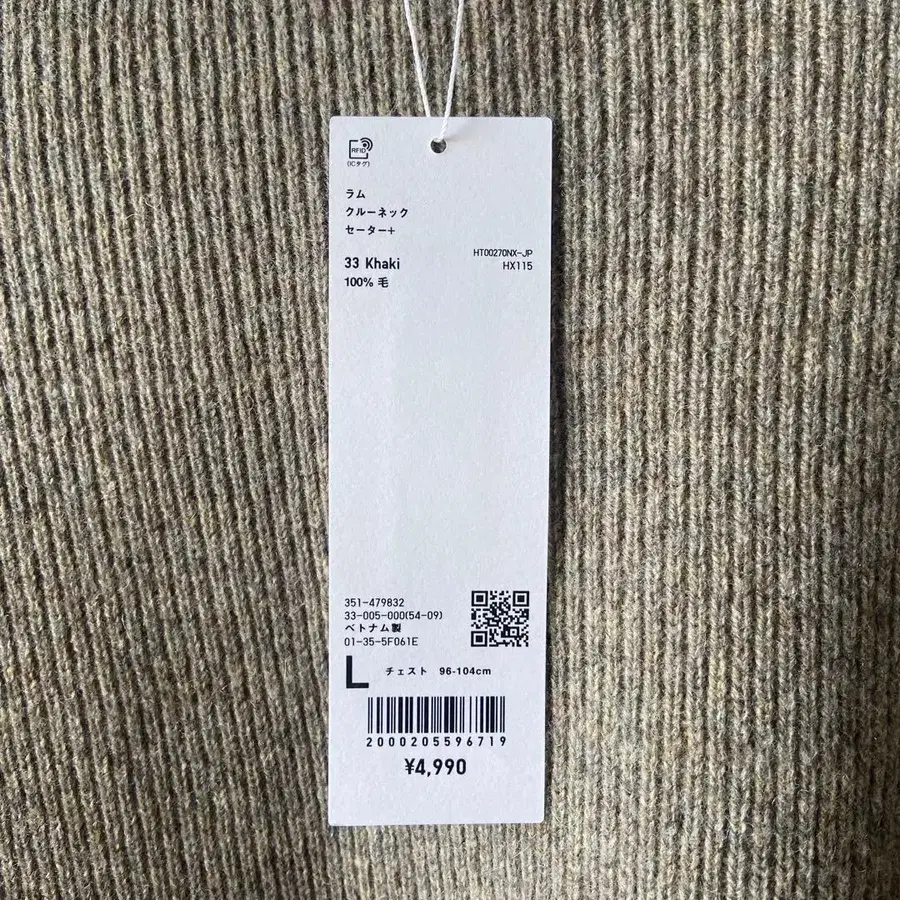 RFID
(ICタグ)
ラム
クルーネック
セーター+
33 Khaki
HT00270NX-JP
100% 毛
HX115
351-479832
33-005-000(54-09)
ベトナム製
01-35-5F061E
L チェスト 96-104cm
2000205596719
¥4,990